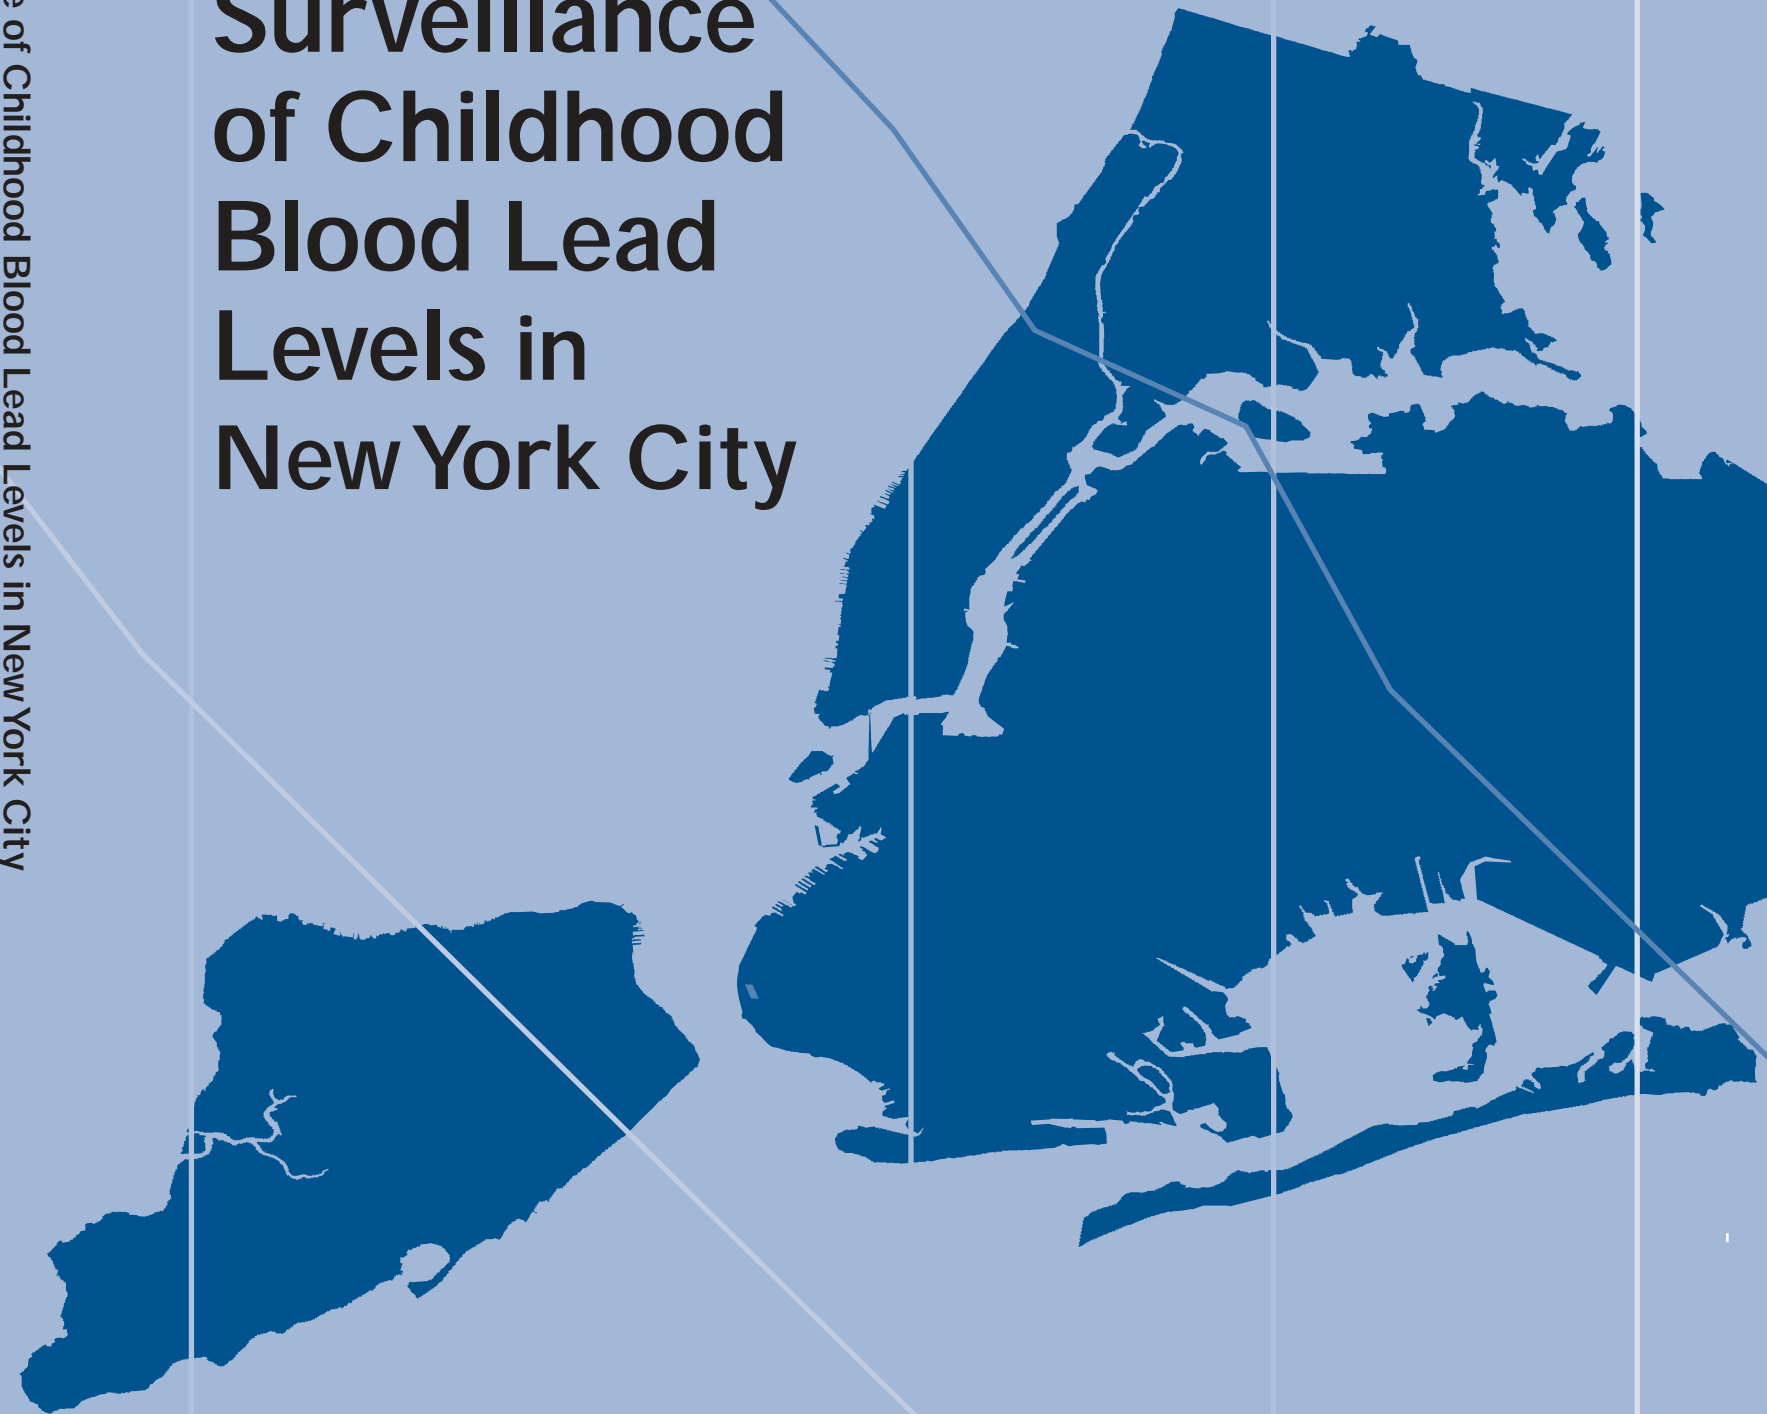 Surveillance
of Childhood
Blood Lead
Levels in
New York City
of Childhood Blood Lead Levels in New York City